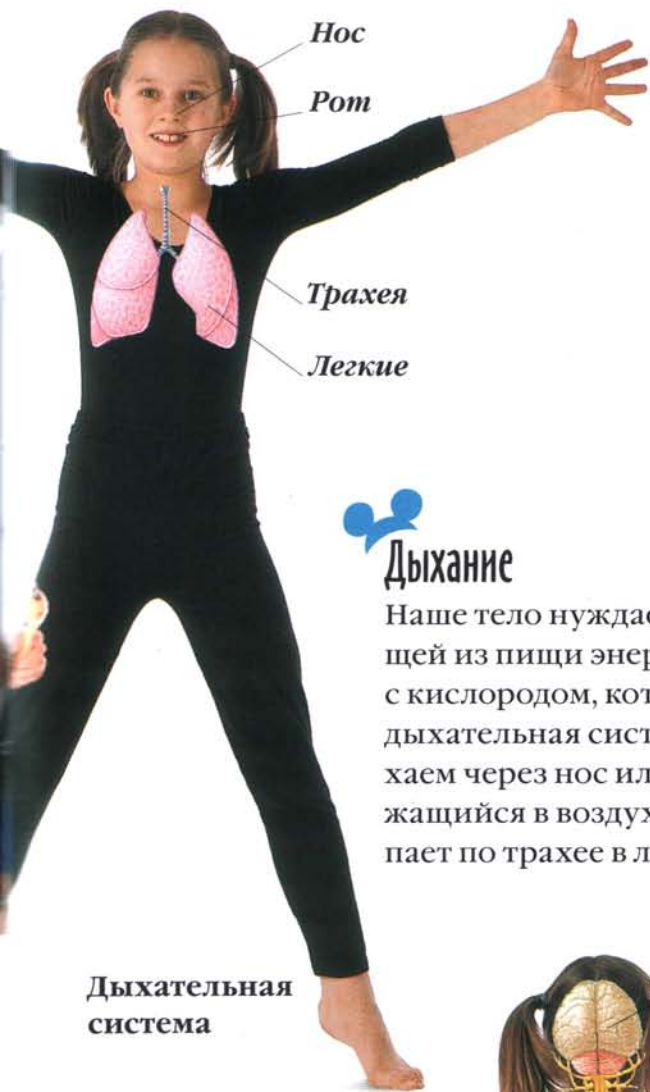 Нос
Рот
Трахея
Легкие
Дыхание
Наше тело нуждае
щей из пищи энер
с кислородом, кот
дыхательная сист
хаем через нос ил
жащийся в воздух
пает по трахее в л
Дыхательная
система